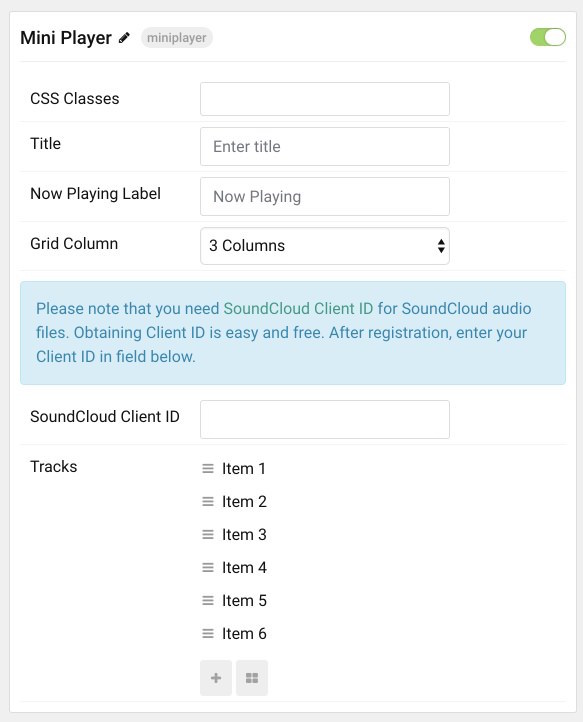 Mini Player miniplayer
CSS Classes
Title Enter title
Now Playing Label Now Playing
Grid Column 3 Columns
Please note that you need SoundCloud Client ID for SoundCloud audio
files. Obtaining Client ID is easy and free. After registration, enter your
Client ID in field below.
SoundCloud Client ID
Tracks Item 1
Item 2
Item 3
Item 4
Item 5
Item 6